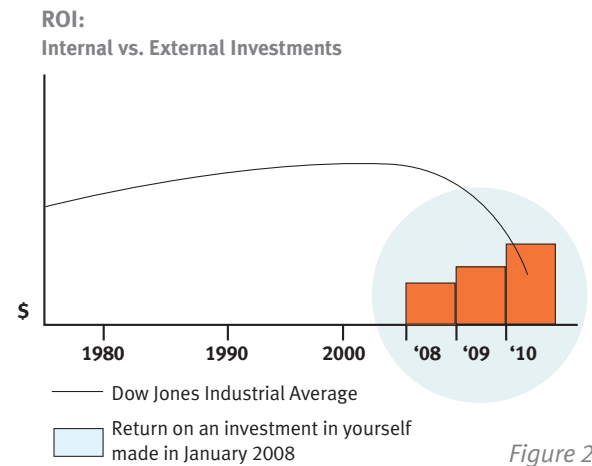 ROI:
Internal vs. External Investments
$
1980 1990 2000 ‘08 ‘09 ‘10
Dow Jones Industrial Average
Return on an investment in yourself
made in January 2008
Figure 2